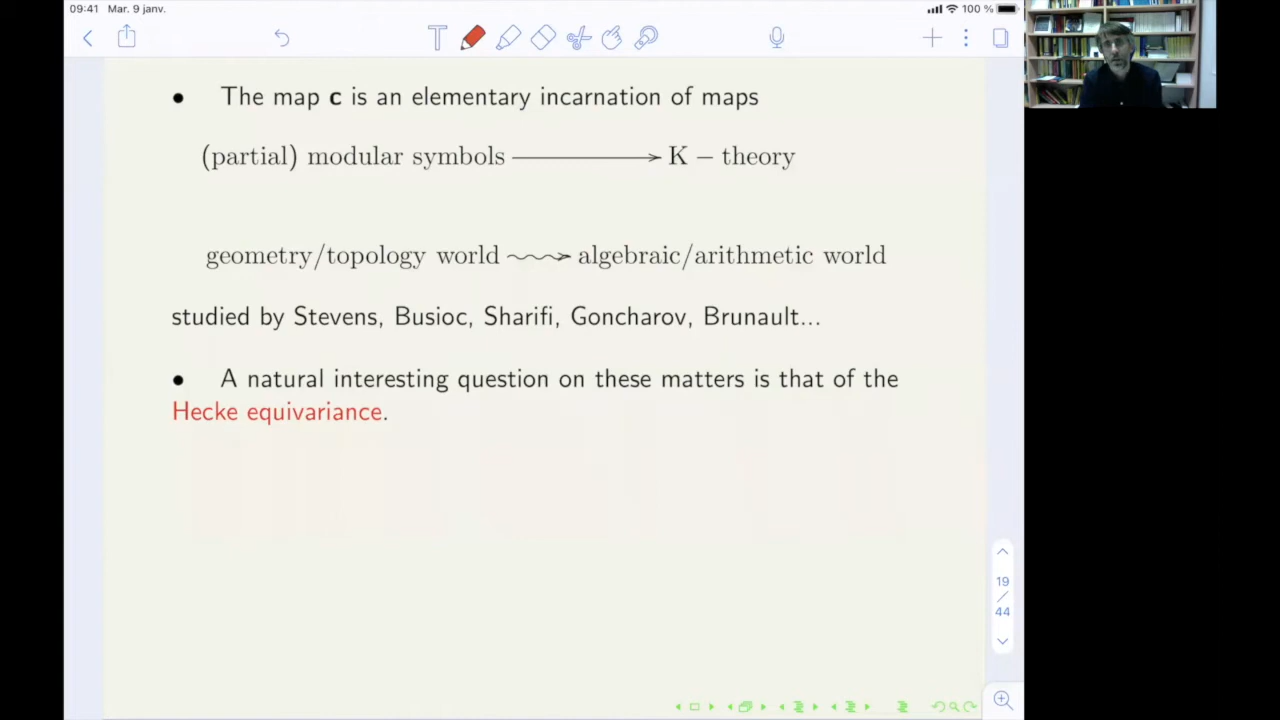 09:41 Mar. 9 janv. 100 %
• The map c is an elementary incarnation of maps
(partial) modular symbols ⟶ K − theory
geometry/topology world ⇝ algebraic/arithmetic world
studied by Stevens, Busioc, Sharifi, Goncharov, Brunault...
• A natural interesting question on these matters is that of the
Hecke equivariance.
19
/
44